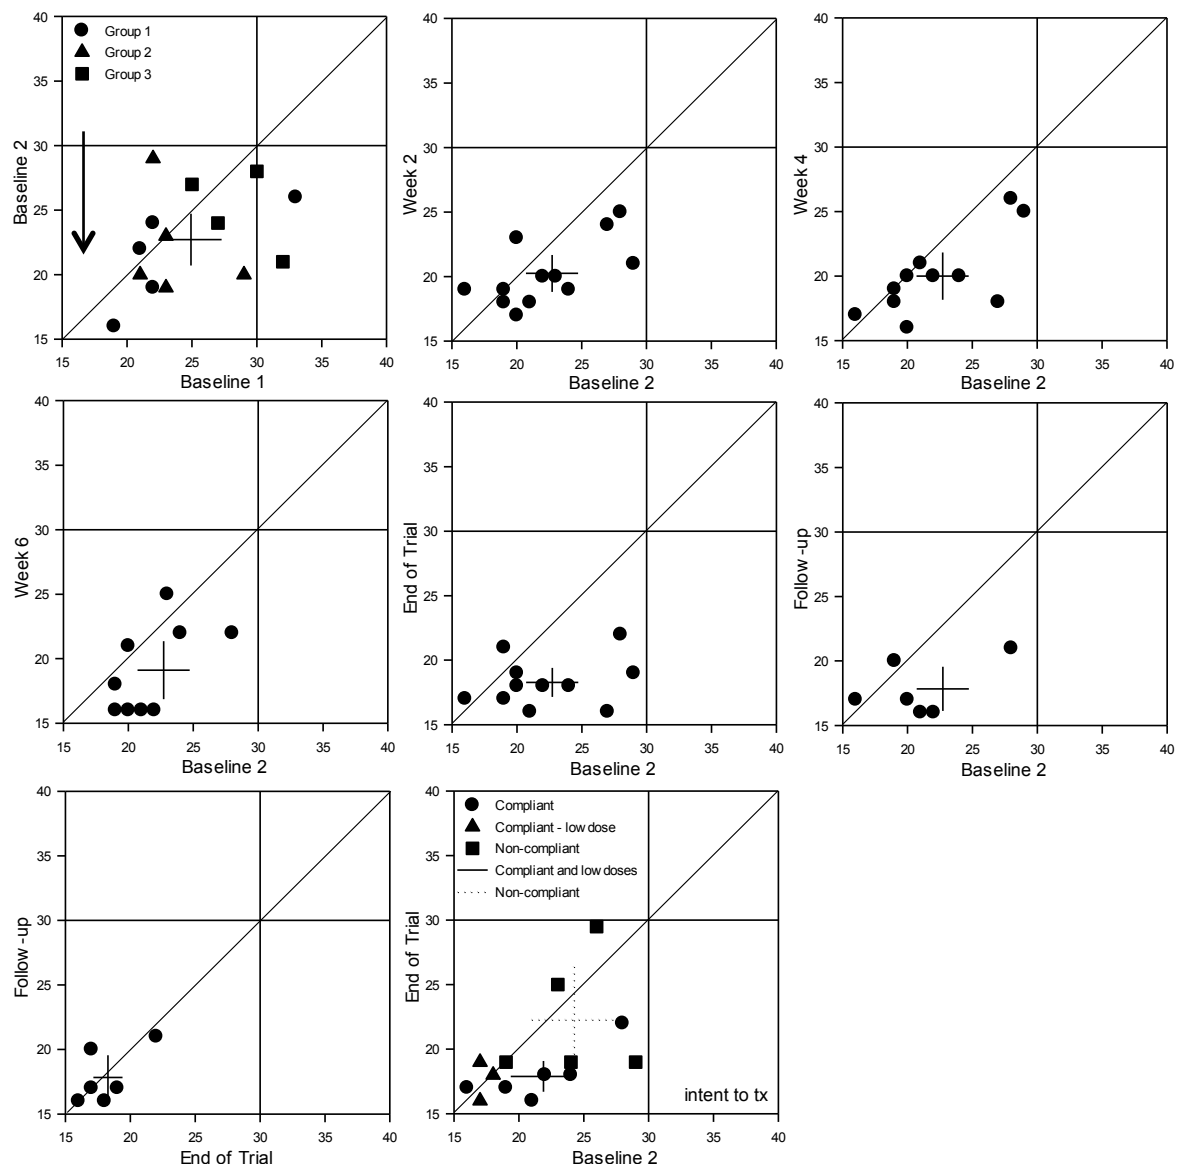 40
Group 1
Group 2
Group 3
35
30
25
20
15
Baseline 2
15 20 25 30 35 40
Baseline 1
40
35
30
25
20
15
Week 2
15 20 25 30 35 40
Baseline 2
40
35
30
25
20
15
Week 4
15 20 25 30 35 40
Baseline 2
40
35
30
25
20
15
Week 6
15 20 25 30 35 40
Baseline 2
40
35
30
25
20
15
End of Trial
15 20 25 30 35 40
Baseline 2
40
35
30
25
20
15
Follow-up
15 20 25 30 35 40
Baseline 2
40
35
30
25
20
15
Follow-up
15 20 25 30 35 40
End of Trial
40
Compliant
Compliant - low dose
Non-compliant
Compliant and low doses
Non-compliant
35
30
25
20
15
End of Trial
intent to tx
15 20 25 30 35 40
Baseline 2